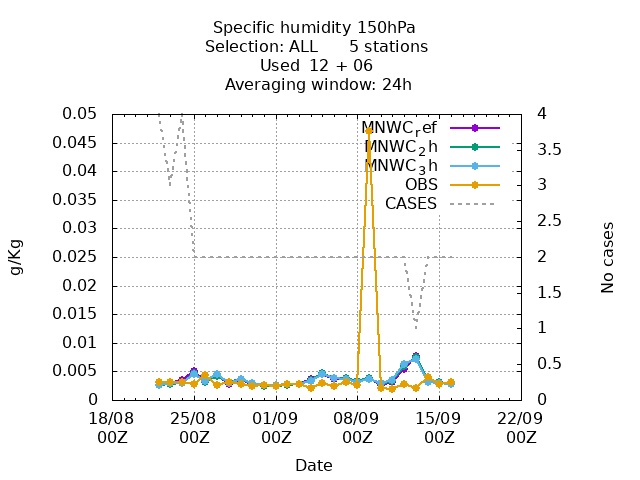 Specific humidity 150hPa
Selection: ALL 5 stations
Used 12 + 06
Averaging window: 24h
0.05
0.045
0.04
0.035
0.03
0.025
0.02
0.015
0.01
0.005
0
4
3.5
3
2.5
2
1.5
1
0.5
0
MNWCref
MNWC2h
MNWC3h
OBS
CASES
g/Kg
No cases
18/08 25/08 01/09 08/09 15/09 22/09
00Z 00Z 00Z 00Z 00Z 00Z
Date